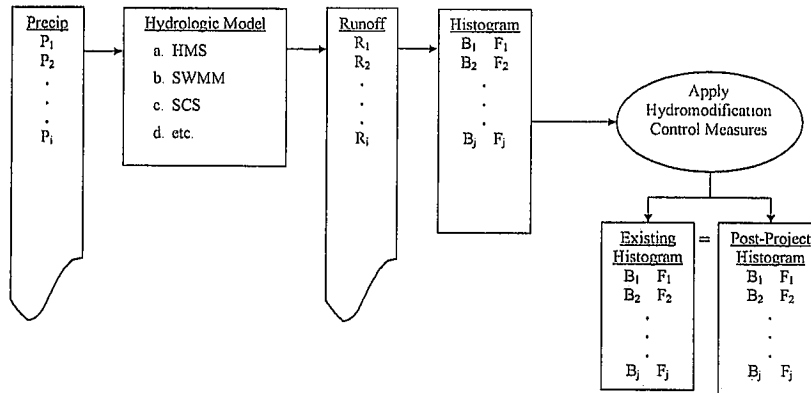 Precip
P1
P2
.
.
.
Pi
Hydrologic Model
a. HMS
b. SWMM
c. SCS
d. etc.
Runoff
R1
R2
.
.
.
Ri
Histogram
B1 F1
B2 F2
.
.
.
Bj Fj
Apply
Hydromodification
Control Measures
Existing
Histogram
B1 F1
B2 F2
.
.
.
Bj Fj
=
Post-Project
Histogram
B1 F1
B2 F2
.
.
.
Bj Fj